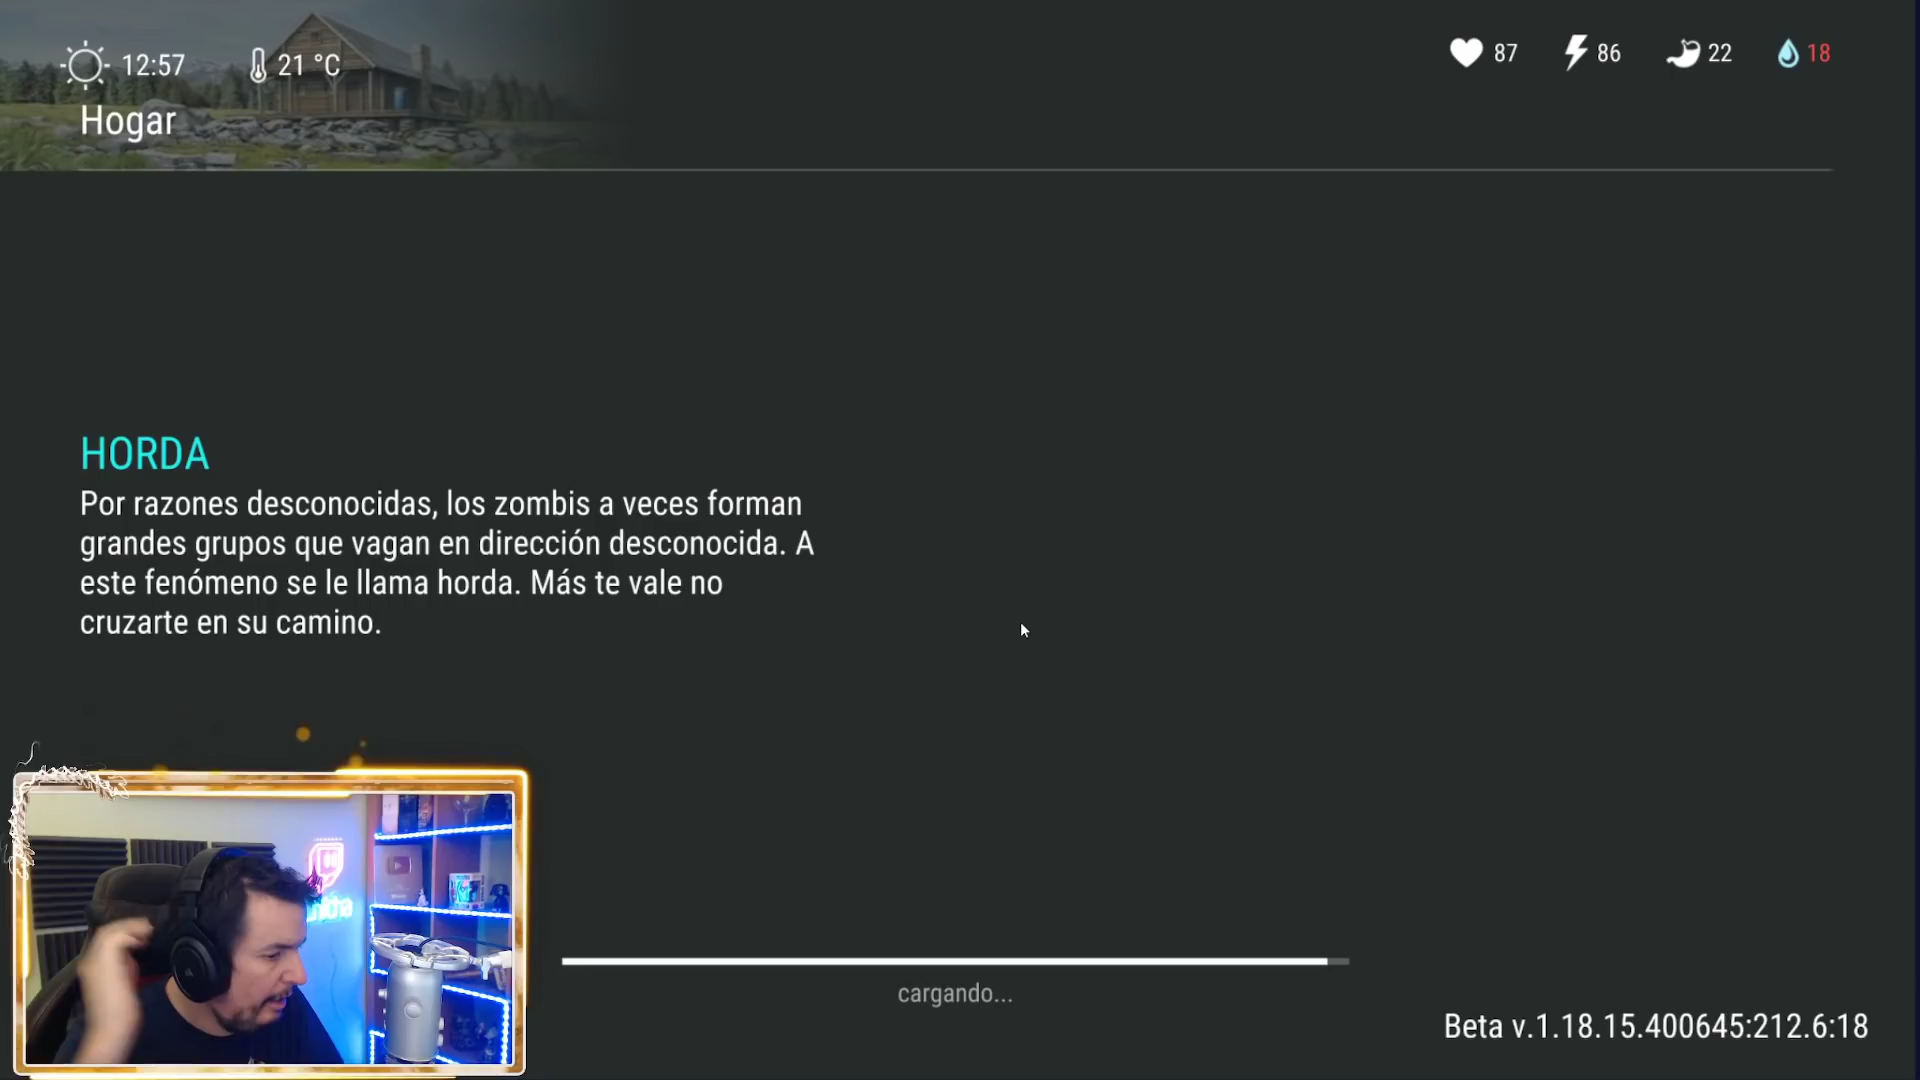 12:57
21 °C
Hogar
87
86
22
18
HORDA
Por razones desconocidas, los zombis a veces forman
grandes grupos que vagan en dirección desconocida. A
este fenómeno se le llama horda. Más te vale no
cruzarte en su camino.
cargando...
Beta v.1.18.15.400645:212.6:18